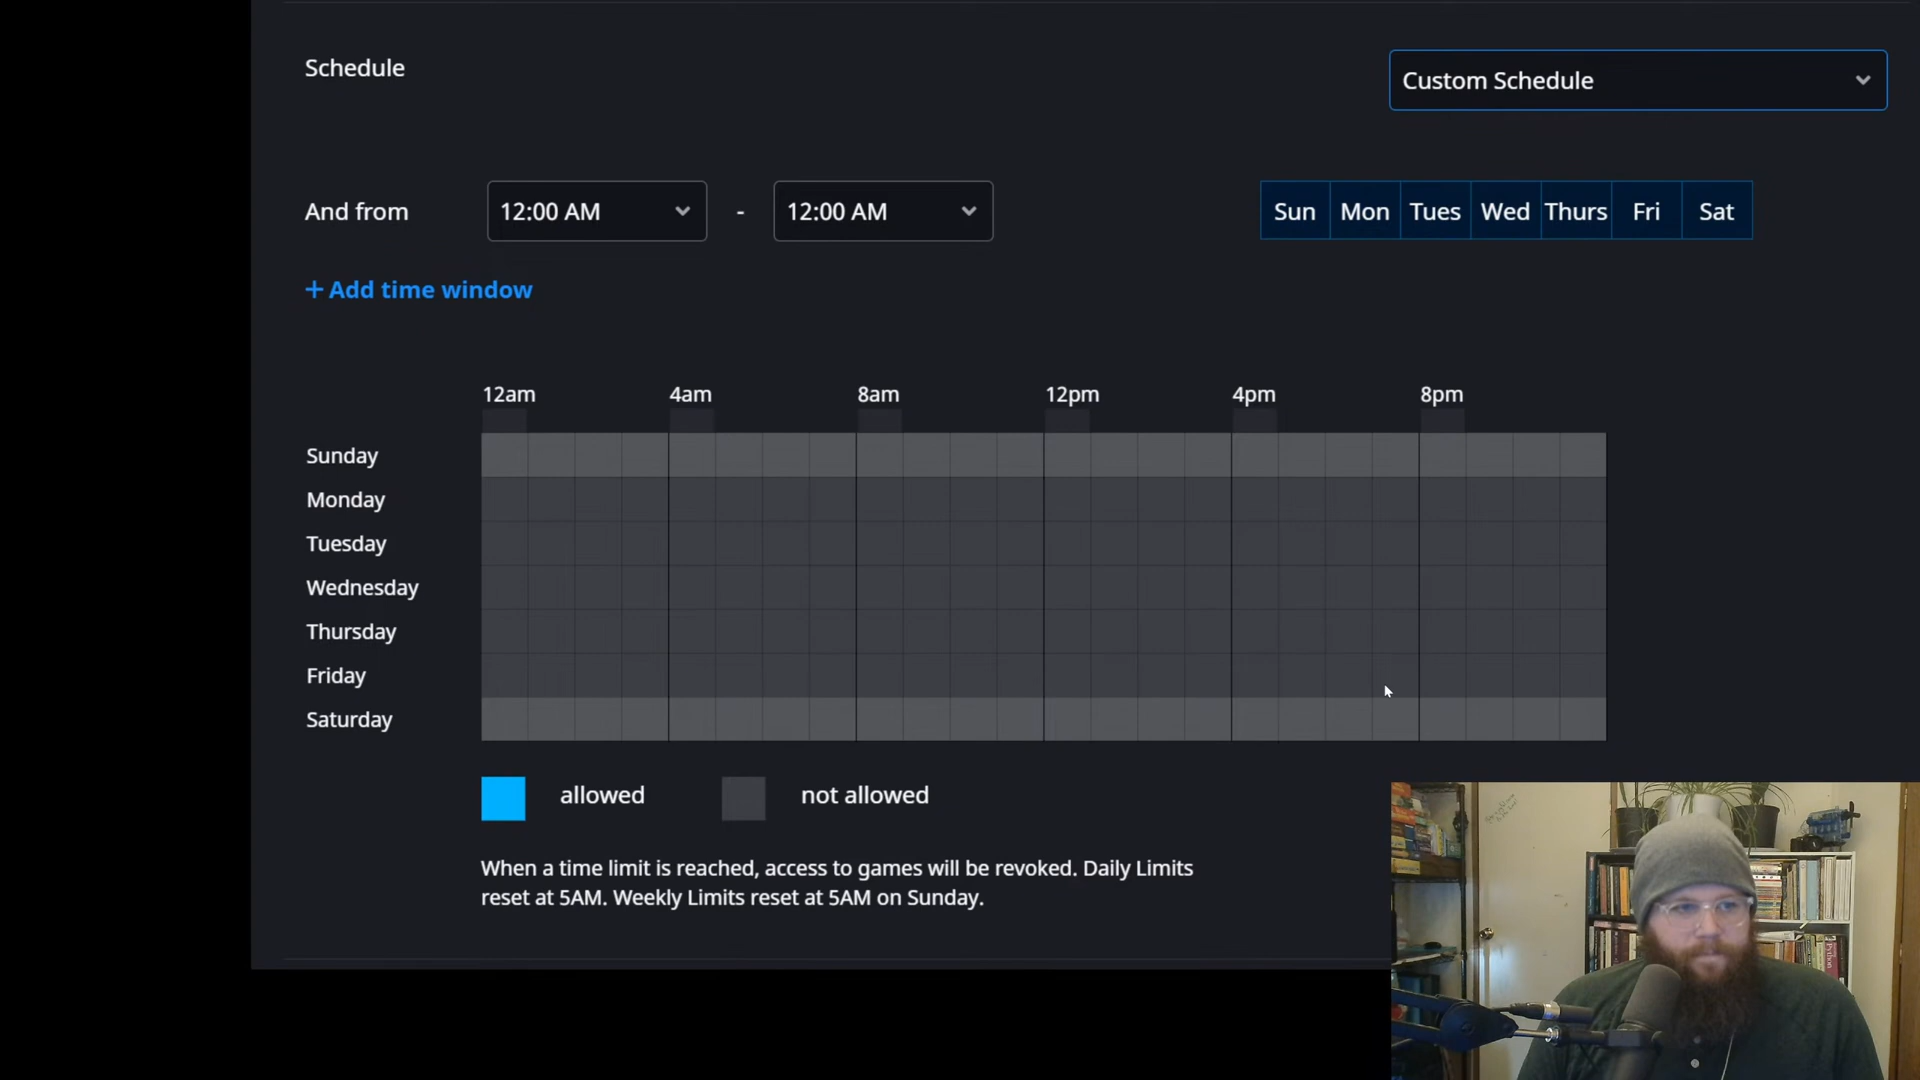 Schedule
Custom Schedule
And from
12:00 AM
-
12:00 AM
Sun Mon Tues Wed Thurs Fri Sat
+ Add time window
12am 4am 8am 12pm 4pm 8pm
Sunday
Monday
Tuesday
Wednesday
Thursday
Friday
Saturday
allowed
not allowed
When a time limit is reached, access to games will be revoked. Daily Limits
reset at 5AM. Weekly Limits reset at 5AM on Sunday.
Python